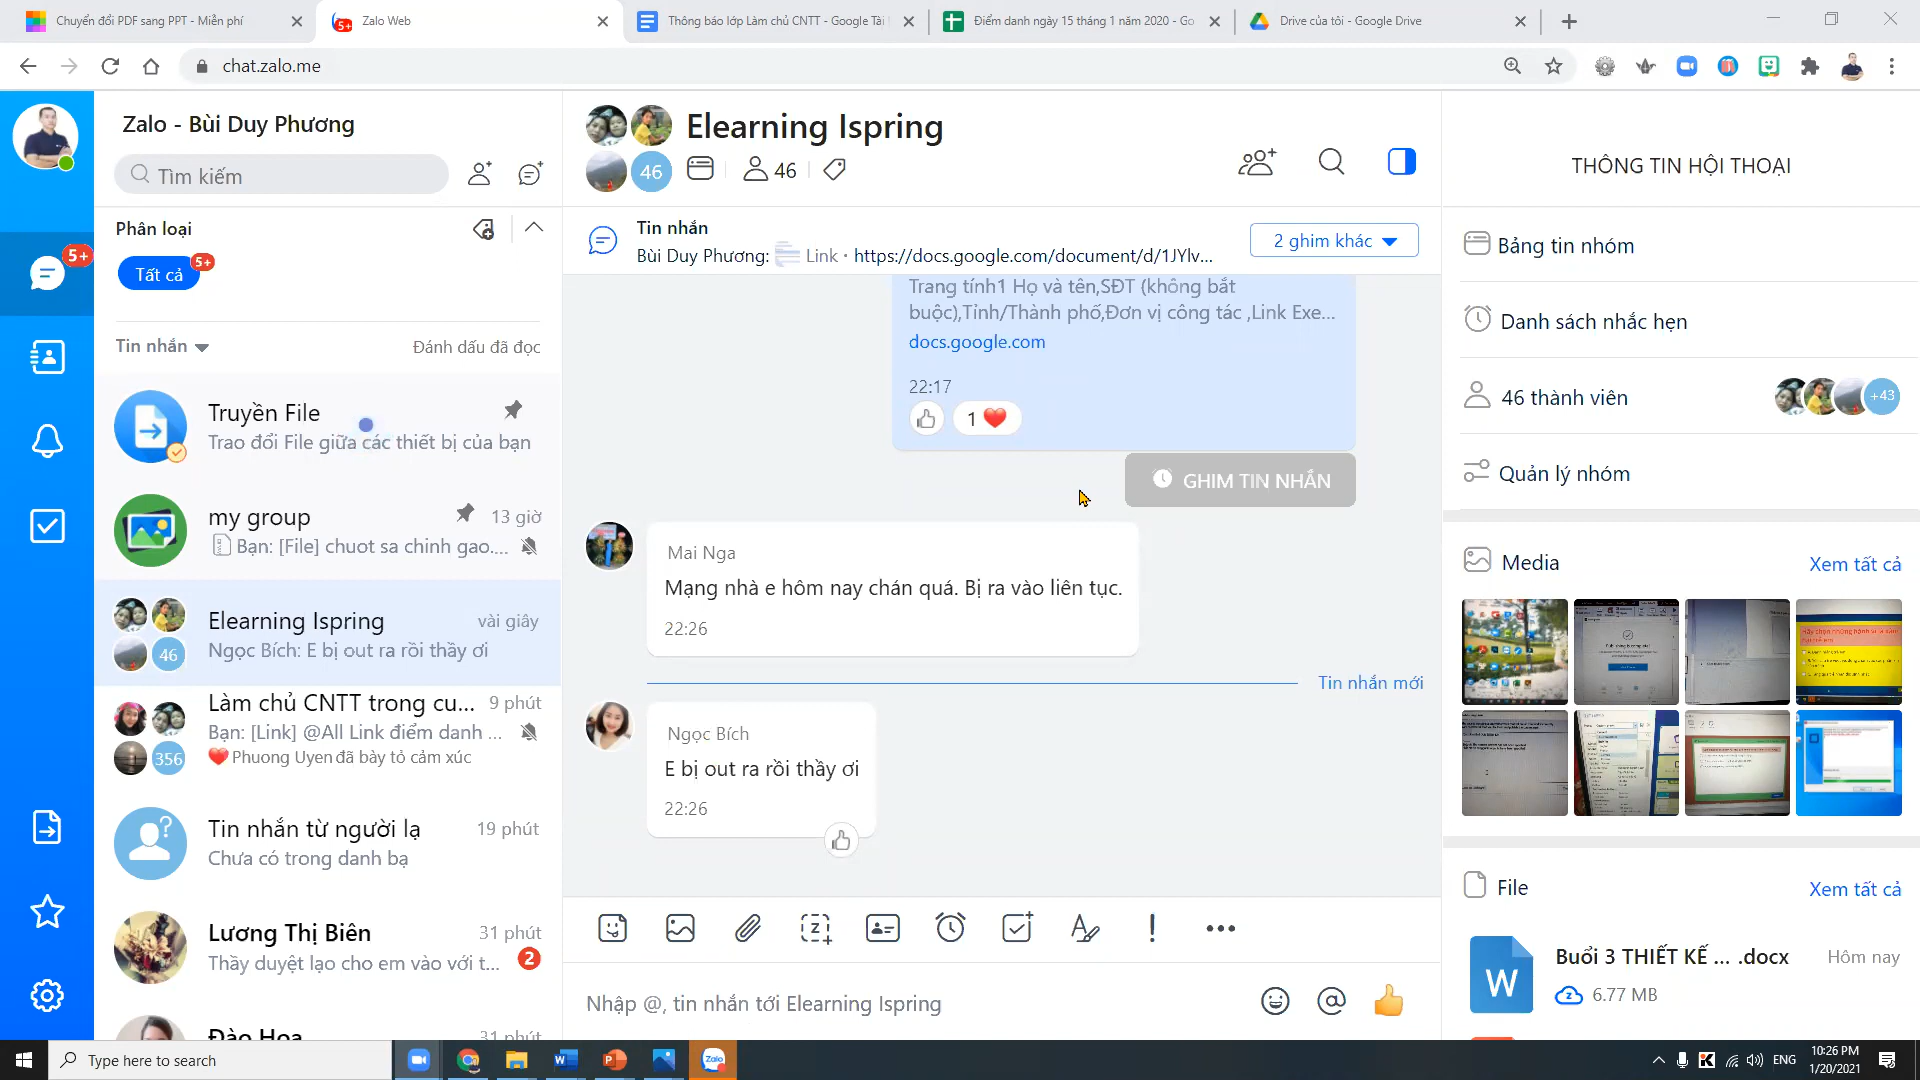 Chuyển đổi PDF sang PPT - Miễn phí
Zalo Web
Thông báo lớp Làm chủ CNTT - Google Tài
Điểm danh ngày 15 tháng 1 năm 2020 - Go
Drive của tôi - Google Drive
chat.zalo.me
Zalo - Bùi Duy Phương
Tìm kiếm
Phân loại
Tất cả
5+
5+
5+
Tin nhắn
Đánh dấu đã đọc
Truyền File
Trao đổi File giữa các thiết bị của bạn
my group
13 giờ
Bạn: [File] chuot sa chinh gao....
Elearning Ispring
vài giây
46
Ngọc Bích: E bị out ra rồi thầy ơi
Làm chủ CNTT trong cu...
9 phút
Bạn: [Link] @All Link điểm danh ...
356
Phuong Uyen đã bày tỏ cảm xúc
Tin nhắn từ người lạ
19 phút
Chưa có trong danh bạ
Lương Thị Biên
31 phút
Thầy duyệt lạo cho em vào với t...
2
Đào Hoa
31 phút
Elearning Ispring
46
46
Tin nhắn
Bùi Duy Phương: Link · https://docs.google.com/document/d/1JYlv...
2 ghim khác
Trang tính1 Họ và tên,SĐT (không bắt
buộc),Tỉnh/Thành phố,Đơn vị công tác ,Link Exe...
docs.google.com
22:17
1
GHIM TIN NHẮN
Mai Nga
Mạng nhà e hôm nay chán quá. Bị ra vào liên tục.
22:26
Tin nhắn mới
Ngọc Bích
E bị out ra rồi thầy ơi
22:26
Nhập @, tin nhắn tới Elearning Ispring
THÔNG TIN HỘI THOẠI
Bảng tin nhóm
Danh sách nhắc hẹn
46 thành viên
+43
Quản lý nhóm
Media
Xem tất cả
File
Xem tất cả
W
Buổi 3 THIẾT KẾ ... .docx
Hôm nay
6.77 MB
Type here to search
Zalo
ENG
10:26 PM
1/20/2021